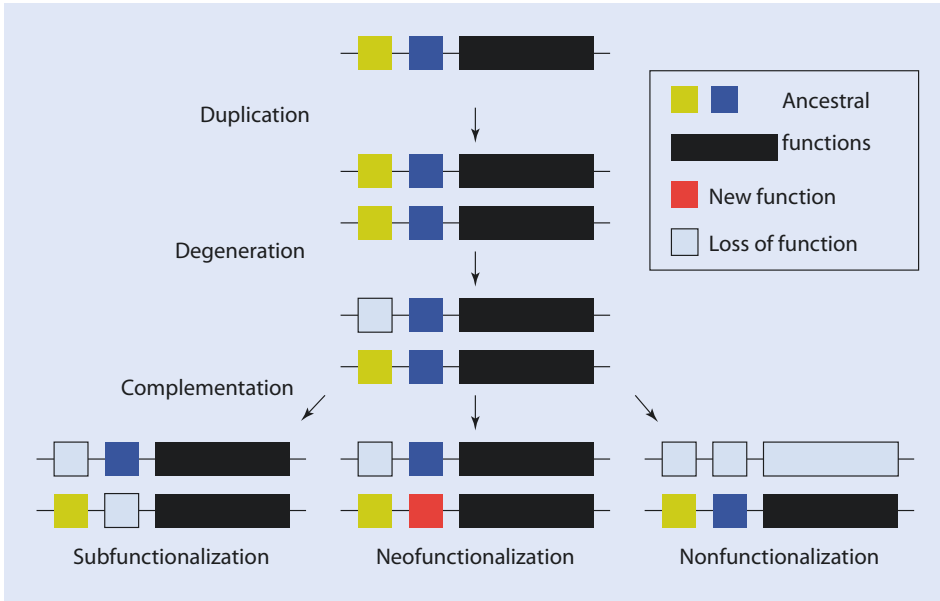 Duplication
Ancestral
functions
New function
Degeneration
Loss of function
Complementation
Subfunctionalization
Neofunctionalization
Nonfunctionalization